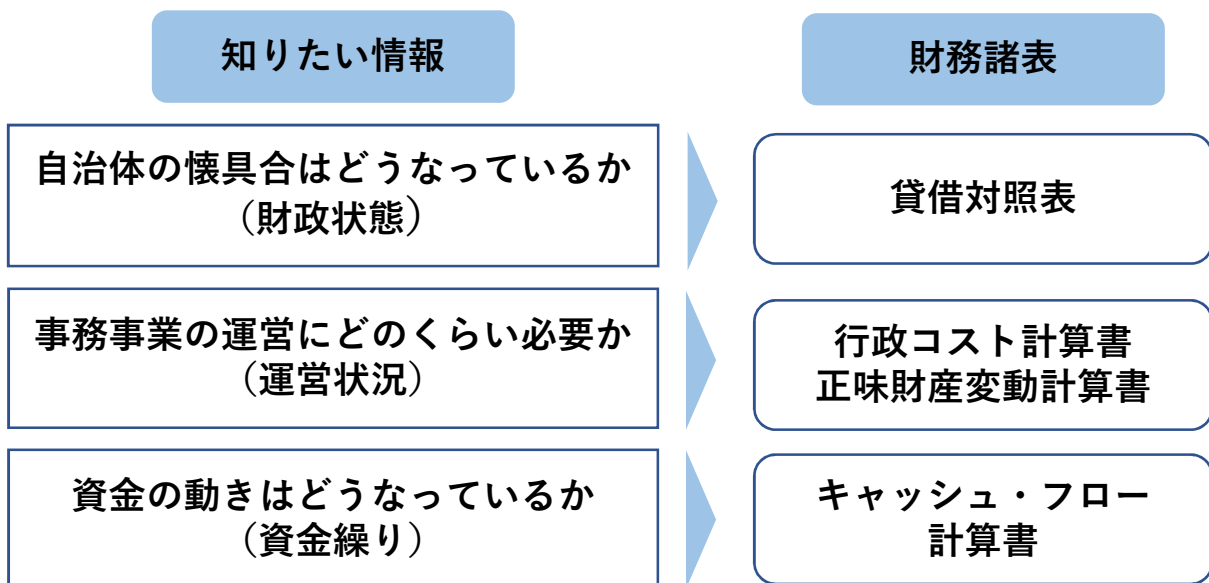 知りたい情報
財務諸表
自治体の懐具合はどうなっているか
（財政状態）
貸借対照表
事務事業の運営にどのくらい必要か
（運営状況）
行政コスト計算書
正味財産変動計算書
資金の動きはどうなっているか
（資金繰り）
キャッシュ・フロー
計算書